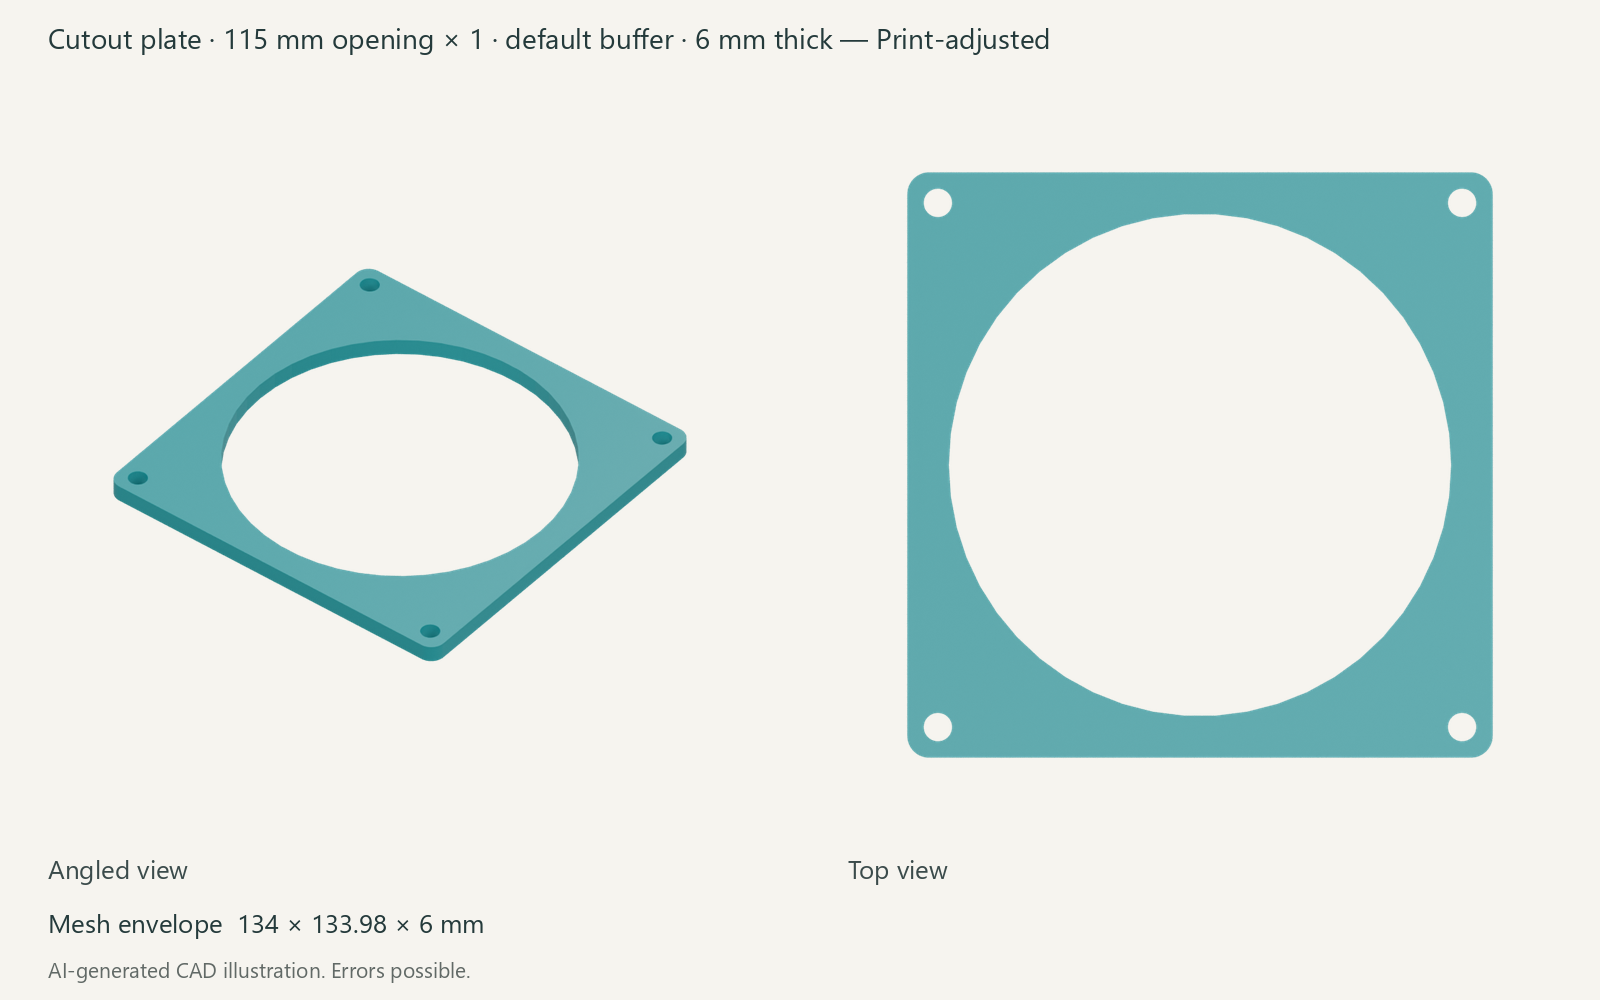 Cutout plate · 115 mm opening × 1 · default buffer · 6 mm thick — Print-adjusted
Angled view
Top view
Mesh envelope 134 × 133.98 × 6 mm
AI-generated CAD illustration. Errors possible.